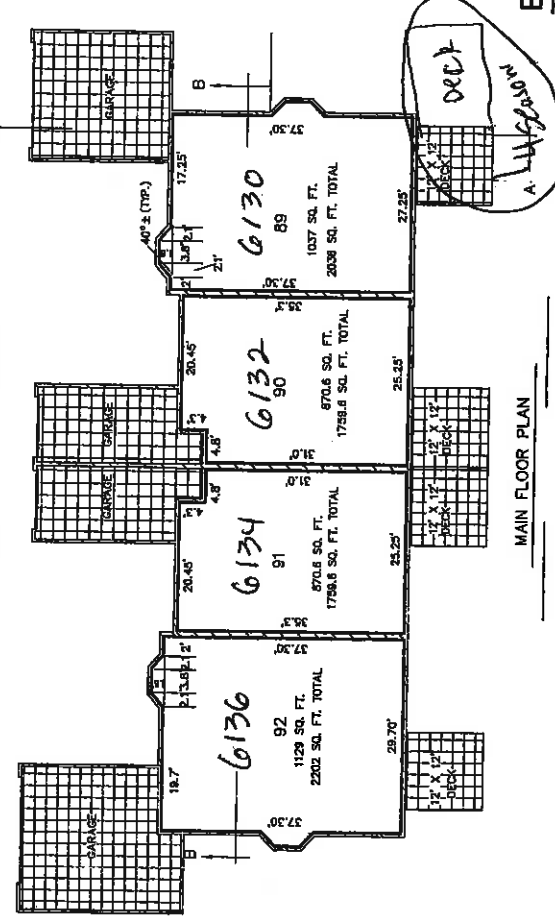 GARAGE
GARAGE
GARAGE
GARAGE
B
B
40° ± (TYP.)
19.7'
2.1'
3.8'
2.1'
2'
20.45'
4.3'
4.8'
4.8'
20.45'
2'
2.1'
3.8'
2.1'
17.25'
37.30'
6136
92
1129 SQ. FT.
2202 SQ. FT. TOTAL
37.30'
35.3'
6134
91
870.6 SQ. FT.
1759.6 SQ. FT. TOTAL
31.0'
31.0'
6132
90
870.6 SQ. FT.
1759.6 SQ. FT. TOTAL
35.3'
37.30'
6130
89
1037 SQ. FT.
2038 SQ. FT. TOTAL
37.30'
29.70'
25.25'
25.25'
27.25'
12' X 12'
DECK
12' X 12'
DECK
12' X 12'
DECK
12' X 12'
DECK
Deck
4 Season
A
MAIN FLOOR PLAN